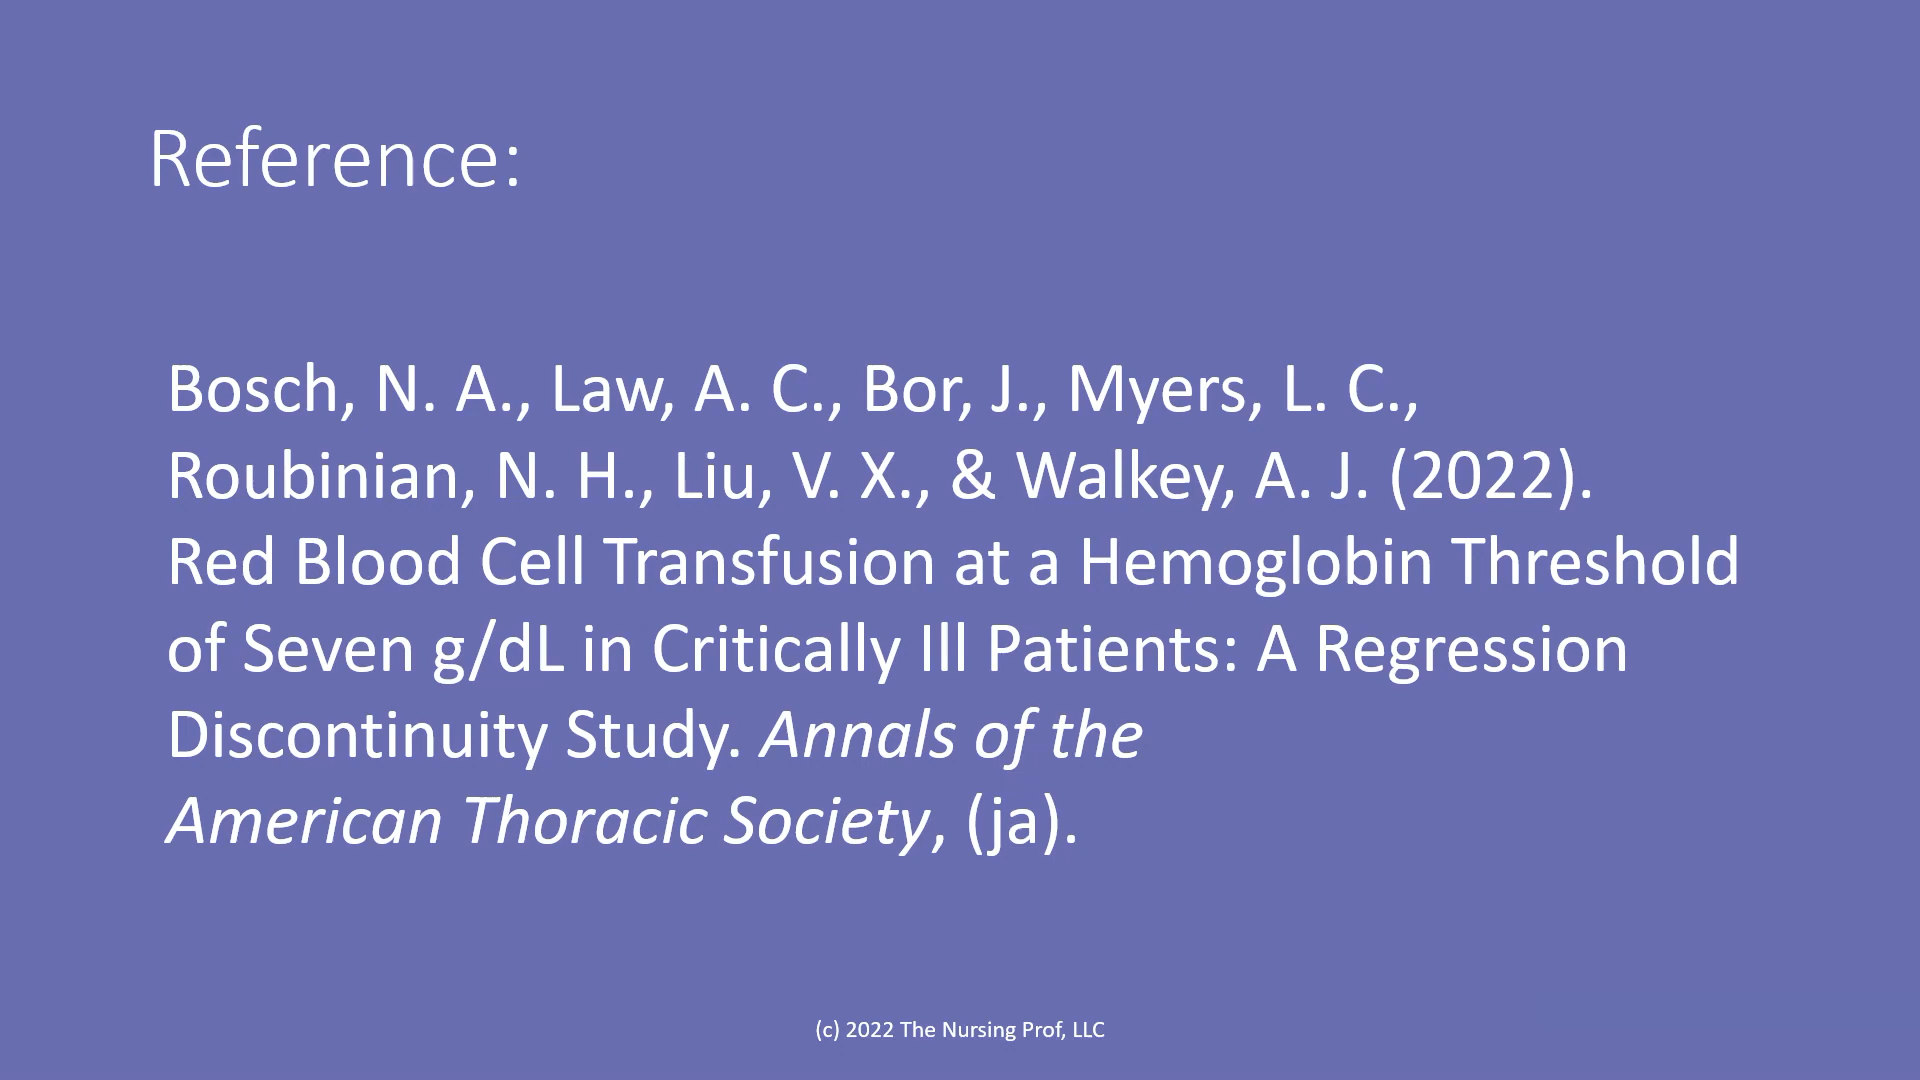 Reference:
Bosch, N. A., Law, A. C., Bor, J., Myers, L. C.,
Roubinian, N. H., Liu, V. X., & Walkey, A. J. (2022).
Red Blood Cell Transfusion at a Hemoglobin Threshold
of Seven g/dL in Critically Ill Patients: A Regression
Discontinuity Study. Annals of the
American Thoracic Society, (ja).
(c) 2022 The Nursing Prof, LLC